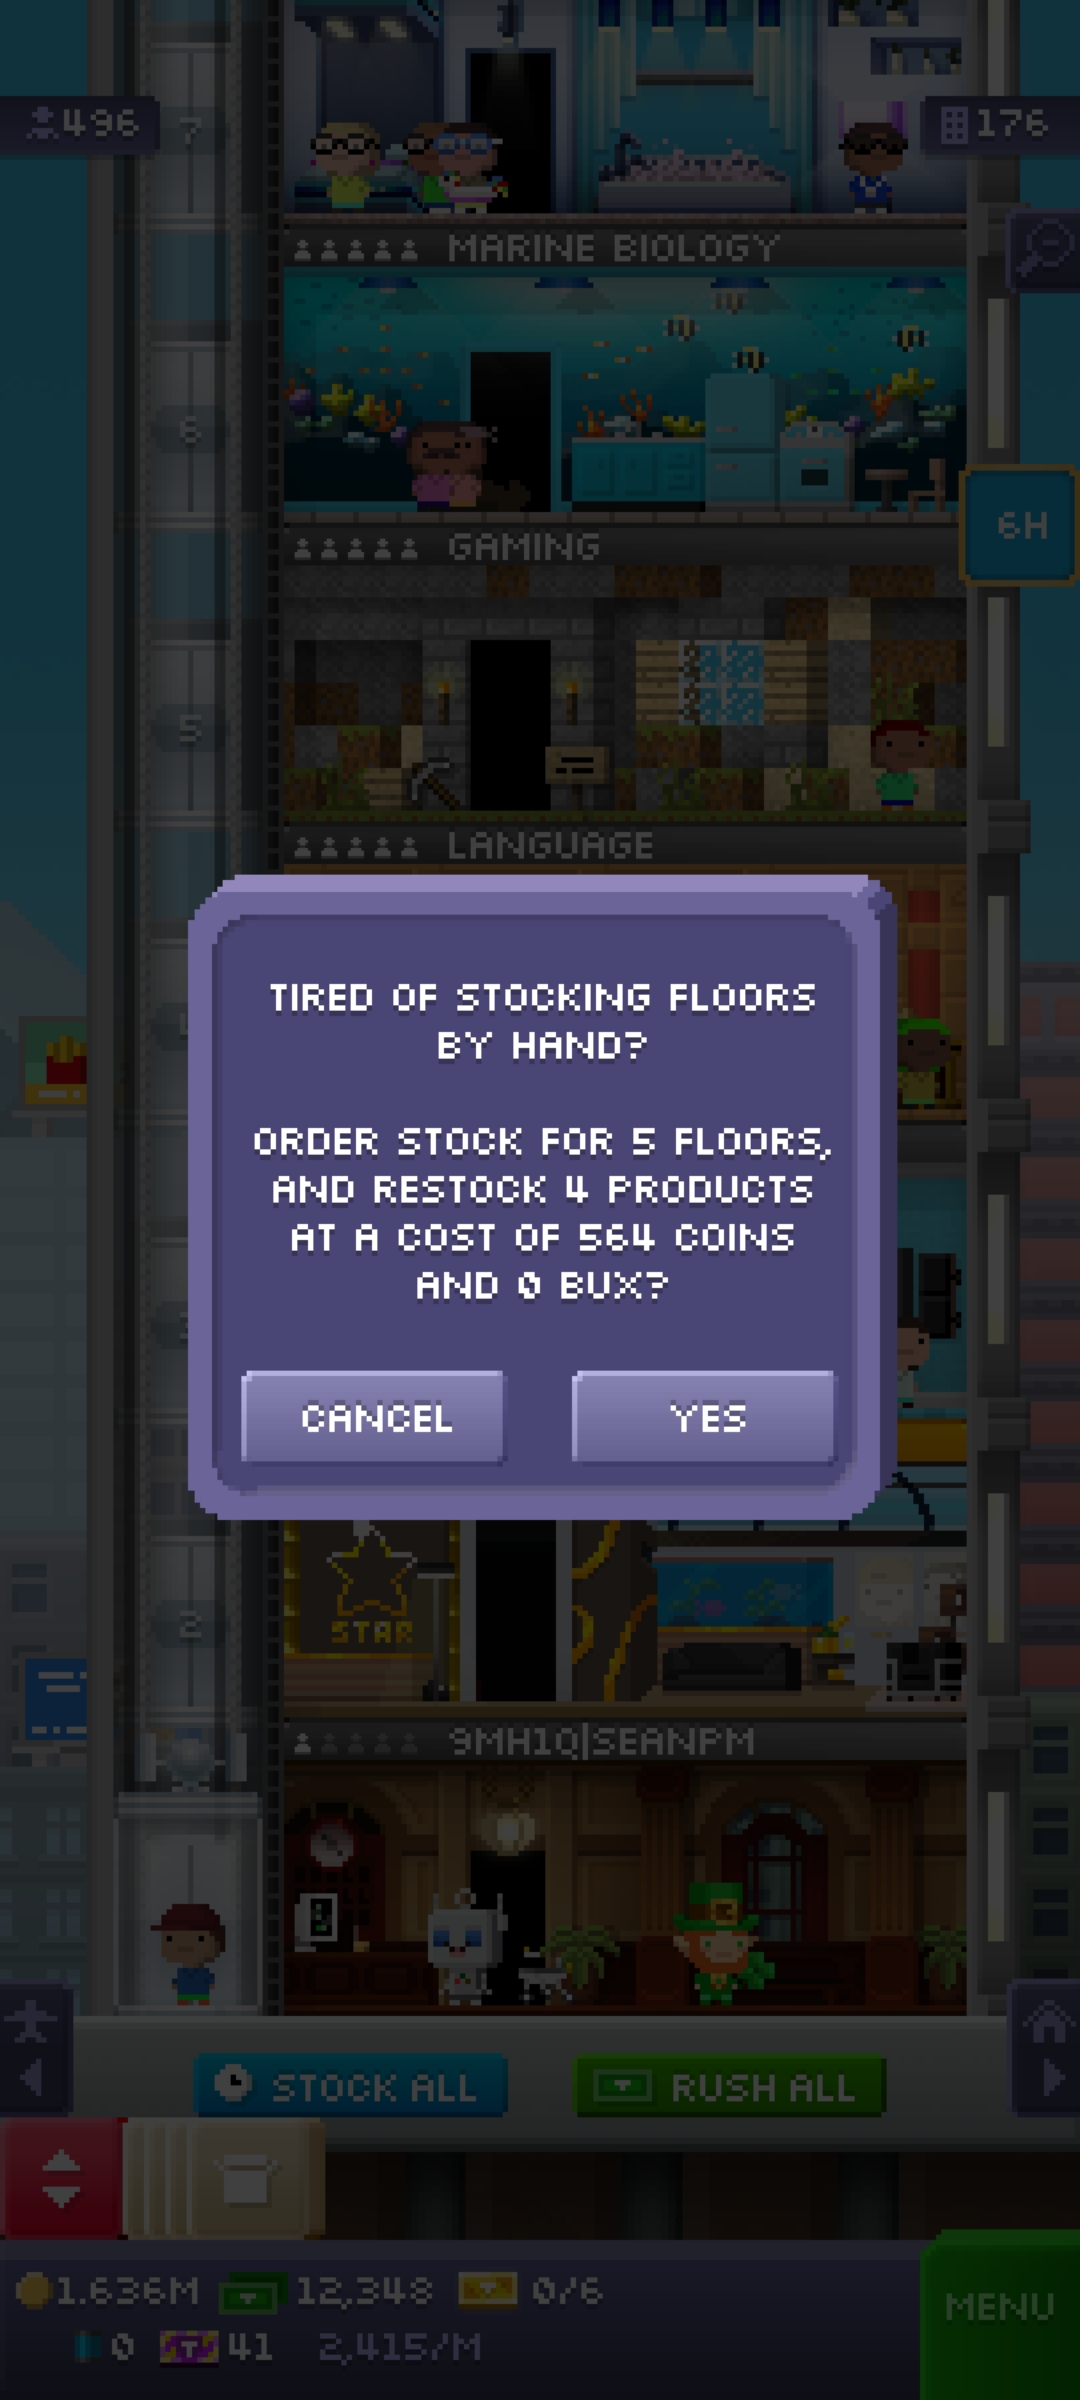 496
7
176
MARINE BIOLOGY
6
GAMING
6H
5
LANGUAGE
TIRED OF STOCKING FLOORS
BY HAND?
ORDER STOCK FOR 5 FLOORS,
AND RESTOCK 4 PRODUCTS
AT A COST OF 564 COINS
AND 0 BUX?
CANCEL
YES
STAR
2
9MH1Q|SEANPM
STOCK ALL
RUSH ALL
1.636M
12,348
0/6
MENU
0
41
2,415/M